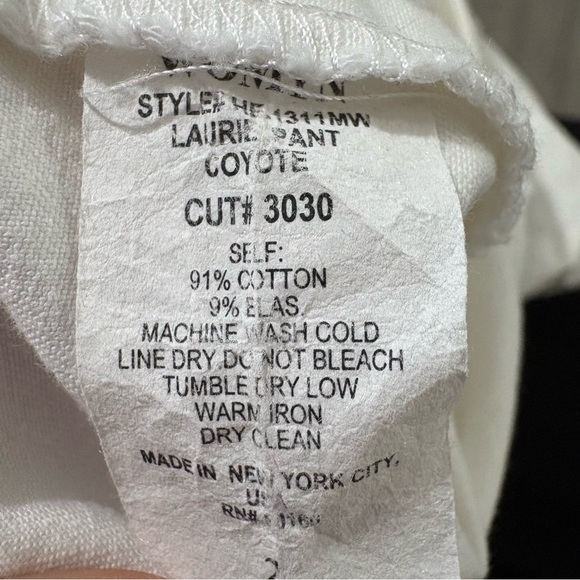 STYLE#
LAURIE PANT
COYOTE
CUT# 3030
SELF:
91% COTTON
9% ELAS.
MACHINE WASH COLD
LINE DRY DO NOT BLEACH
TUMBLE DRY LOW
WARM IRON
DRY CLEAN
MADE IN NEW YORK CITY,
USA
RN#